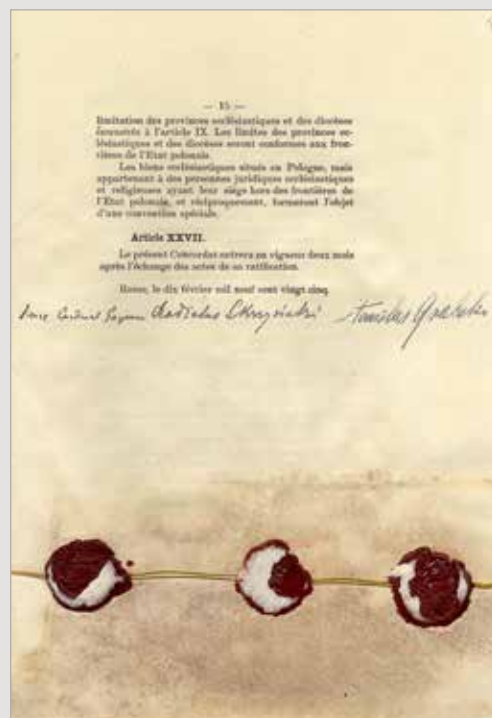 — 15 —
limitation des provinces ecclésiastiques et des diocèses
énumérés à l'article IX. Les limites des provinces ec-
clésiastiques et des diocèses seront conformes aux fron-
tières de l'Etat polonais.
Les biens ecclésiastiques situés en Pologne, mais
appartenant à des personnes juridiques ecclésiastiques
et religieuses ayant leur siège hors des frontières de
l'Etat polonais, et réciproquement, formeront l'objet
d'une convention spéciale.
Article XXVII.
Le présent Concordat entrera en vigueur deux mois
après l'échange des actes de sa ratification.
Rome, le dix février mil neuf cent vingt cinq.
Ladislas Skrzyński Stanislas Grabski